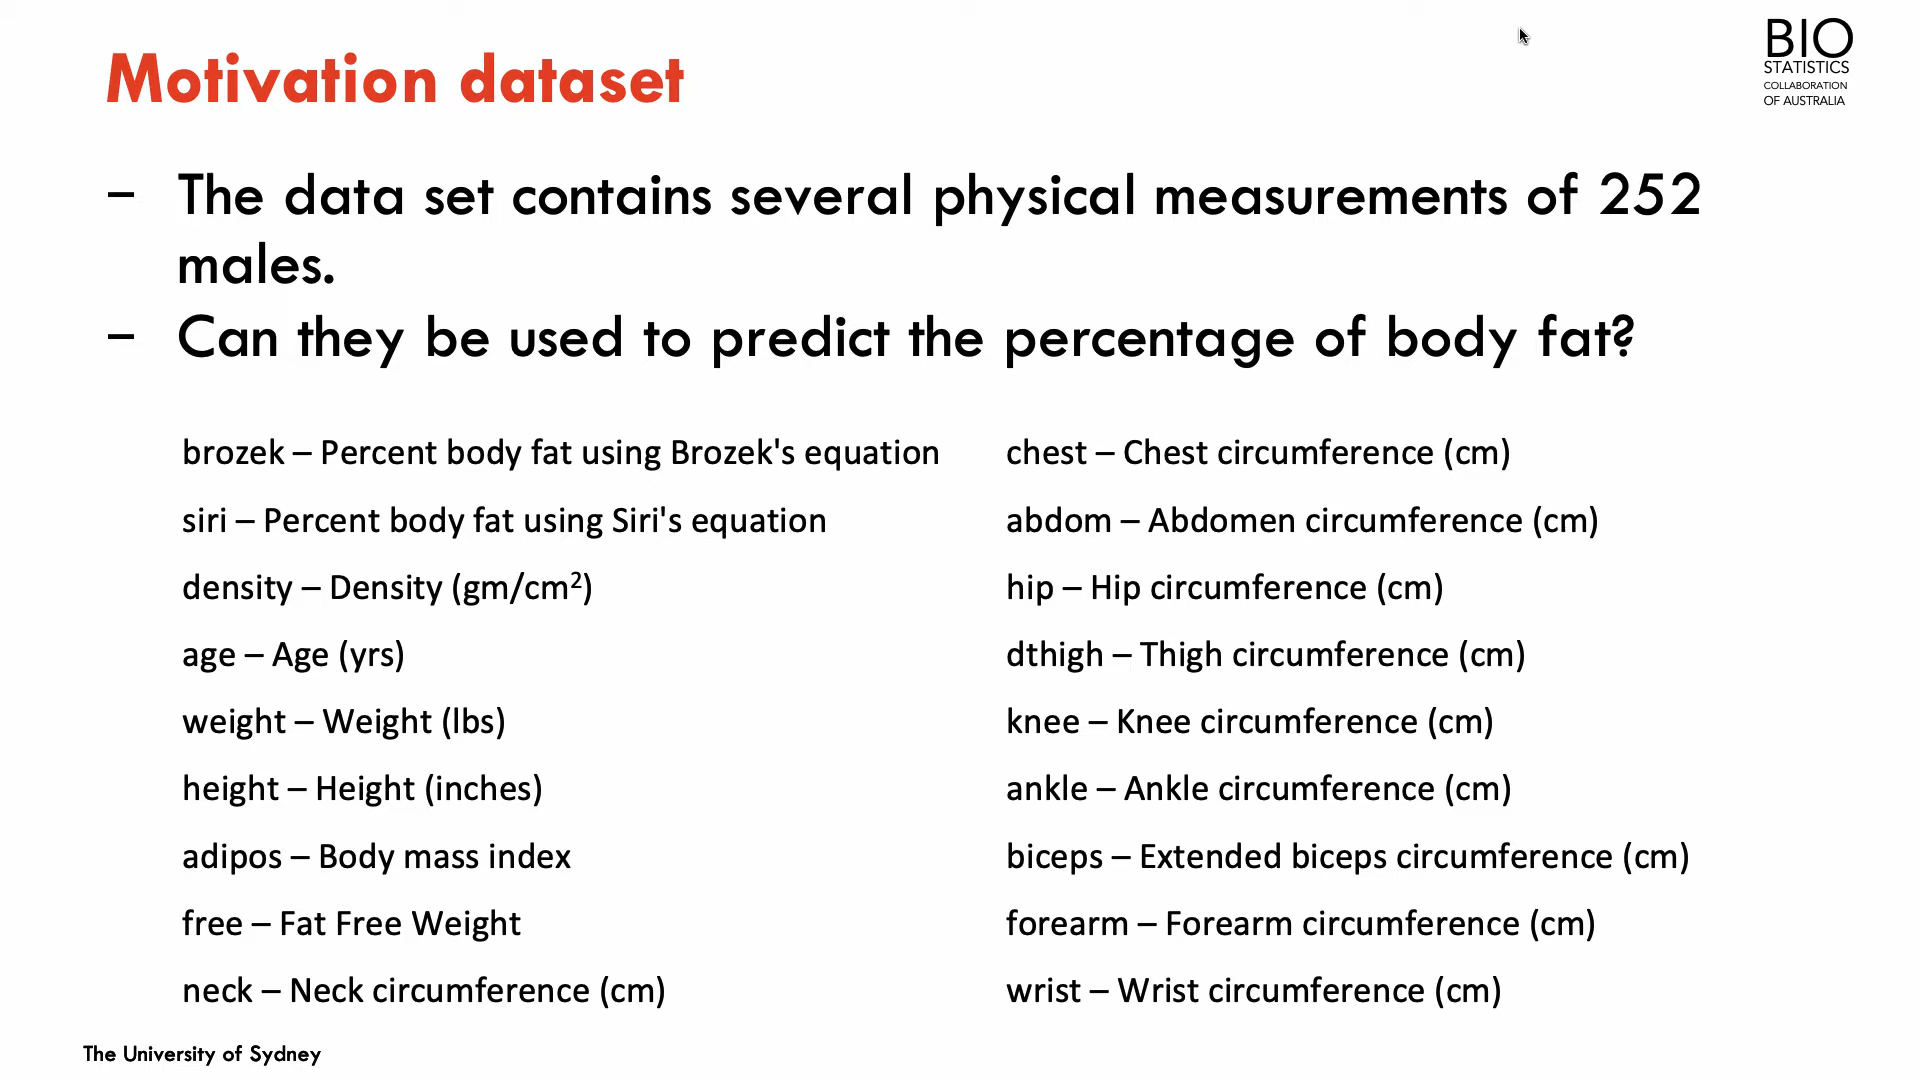 Motivation dataset
BIO
STATISTICS
COLLABORATION
OF AUSTRALIA
– The data set contains several physical measurements of 252
males.
– Can they be used to predict the percentage of body fat?
brozek – Percent body fat using Brozek's equation
siri – Percent body fat using Siri's equation
density – Density (gm/cm²)
age – Age (yrs)
weight – Weight (lbs)
height – Height (inches)
adipos – Body mass index
free – Fat Free Weight
neck – Neck circumference (cm)
chest – Chest circumference (cm)
abdom – Abdomen circumference (cm)
hip – Hip circumference (cm)
dthigh – Thigh circumference (cm)
knee – Knee circumference (cm)
ankle – Ankle circumference (cm)
biceps – Extended biceps circumference (cm)
forearm – Forearm circumference (cm)
wrist – Wrist circumference (cm)
The University of Sydney